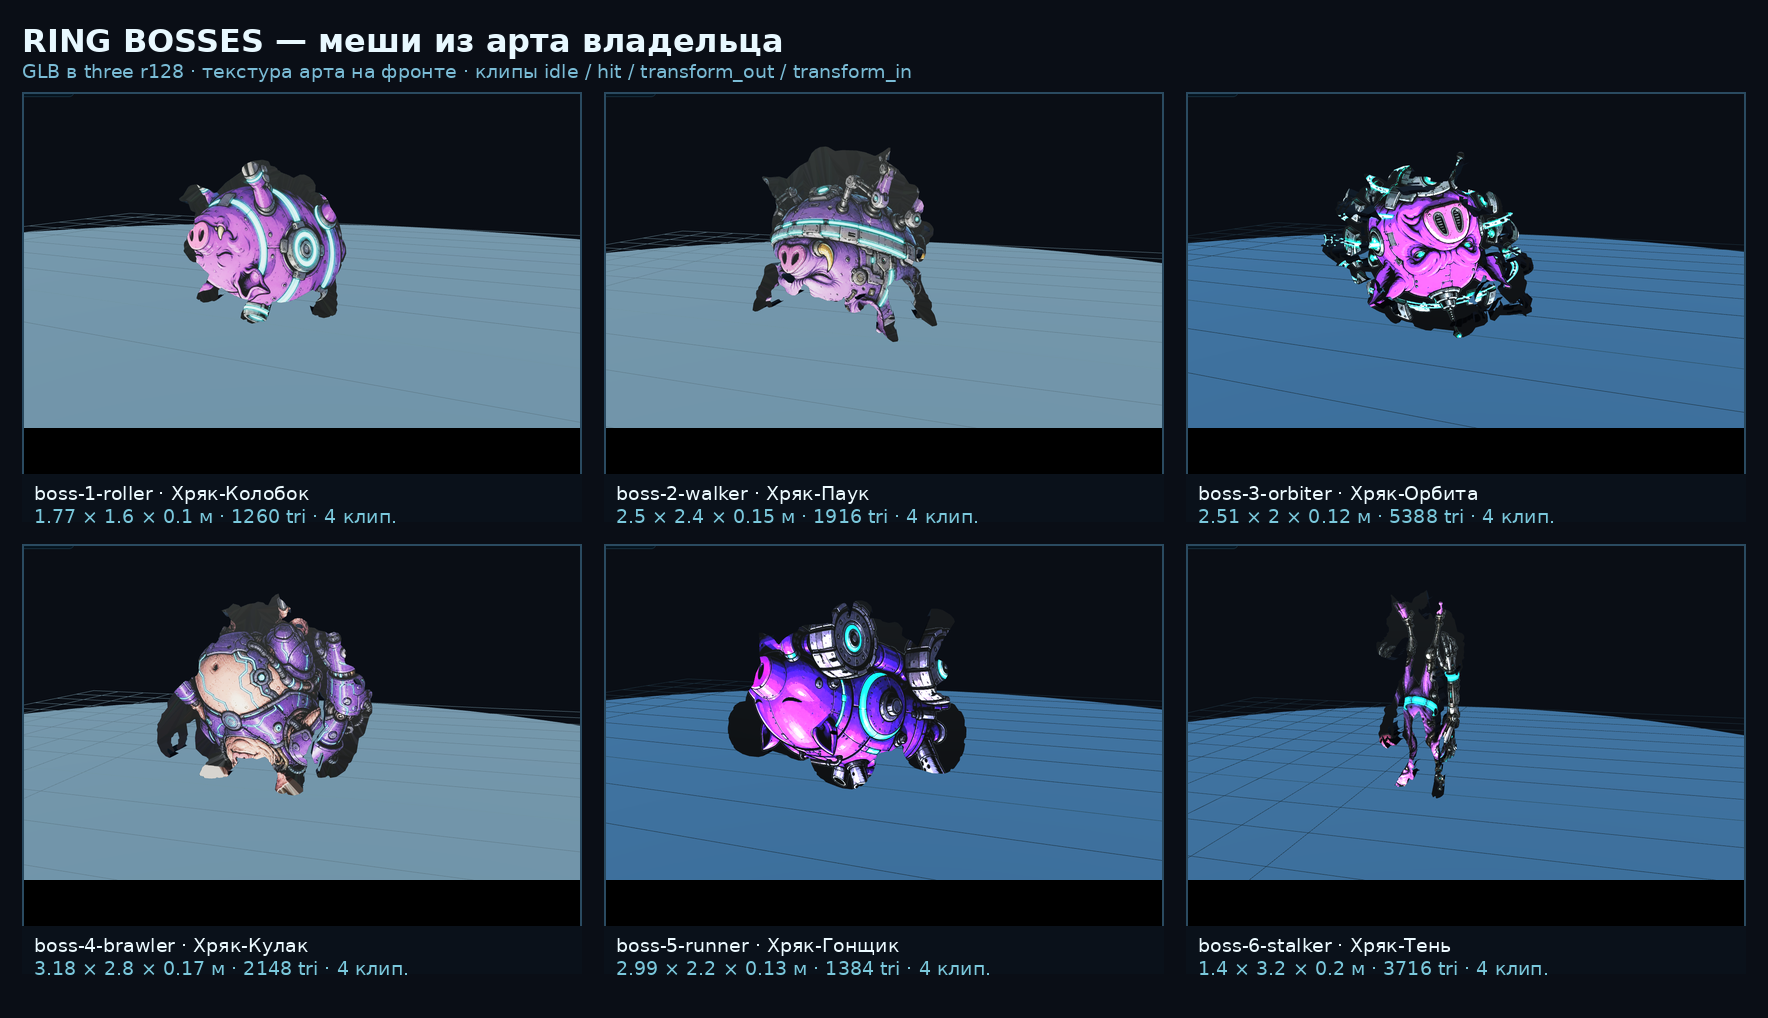 RING BOSSES — меши из арта владельца
GLB в three r128 · текстура арта на фронте · клипы idle / hit / transform_out / transform_in
boss-1-roller · Хряк-Колобок
1.77 × 1.6 × 0.1 м · 1260 tri · 4 клип.
boss-2-walker · Хряк-Паук
2.5 × 2.4 × 0.15 м · 1916 tri · 4 клип.
boss-3-orbiter · Хряк-Орбита
2.51 × 2 × 0.12 м · 5388 tri · 4 клип.
boss-4-brawler · Хряк-Кулак
3.18 × 2.8 × 0.17 м · 2148 tri · 4 клип.
boss-5-runner · Хряк-Гонщик
2.99 × 2.2 × 0.13 м · 1384 tri · 4 клип.
boss-6-stalker · Хряк-Тень
1.4 × 3.2 × 0.2 м · 3716 tri · 4 клип.